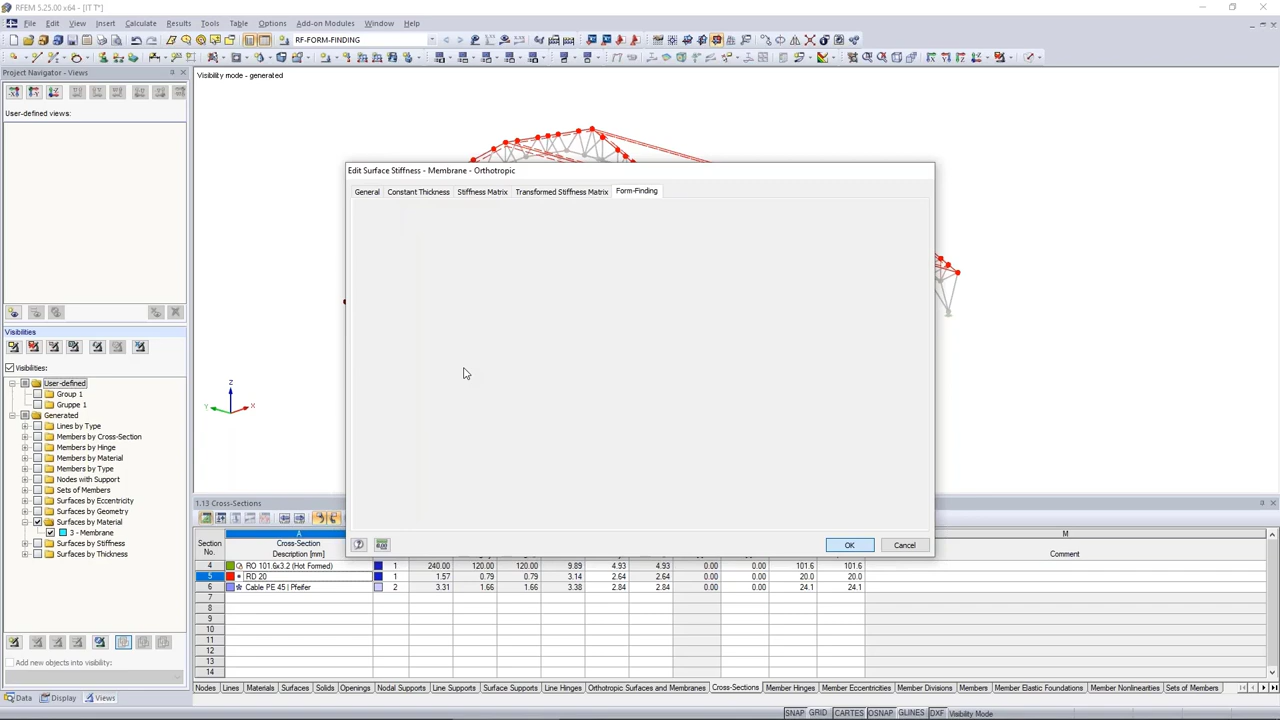 RFEM 5.25.00 x64 - [IT T*]
File Edit View Insert Calculate Results Tools Table Options Add-on Modules Window Help
RF-FORM-FINDING
Project Navigator - Views
Visibility mode - generated
User-defined views:
Edit Surface Stiffness - Membrane - Orthotropic
General Constant Thickness Stiffness Matrix Transformed Stiffness Matrix Form-Finding
Visibilities
Visibilities:
User-defined
Group 1
Gruppe 1
Generated
Lines by Type
Members by Cross-Section
Members by Hinge
Members by Material
Members by Type
Nodes with Support
Sets of Members
Surfaces by Eccentricity
Surfaces by Geometry
Surfaces by Material
3 - Membrane
Surfaces by Stiffness
Surfaces by Thickness
Add new objects into visibility:
Data Display Views
Z
Y
X
OK Cancel
1.13 Cross-Sections
A M
Section No. Cross-Section Description [mm] Comment
4 RO 101.6x3.2 (Hot Formed) 1 240.00 120.00 120.00 9.89 4.93 4.93 0.00 0.00 101.6 101.6
5 RD 20 1 1.57 0.79 0.79 3.14 2.64 2.64 0.00 0.00 20.0 20.0
6 Cable PE 45 | Pfeifer 2 3.31 1.66 1.66 3.38 2.84 2.84 0.00 0.00 24.1 24.1
7
8
9
10
11
12
13
14
Nodes Lines Materials Surfaces Solids Openings Nodal Supports Line Supports Surface Supports Line Hinges Orthotropic Surfaces and Membranes Cross-Sections Member Hinges Member Eccentricities Member Divisions Members Member Elastic Foundations Member Nonlinearities Sets of Members
SNAP GRID CARTES OSNAP GLINES DXF Visibility Mode